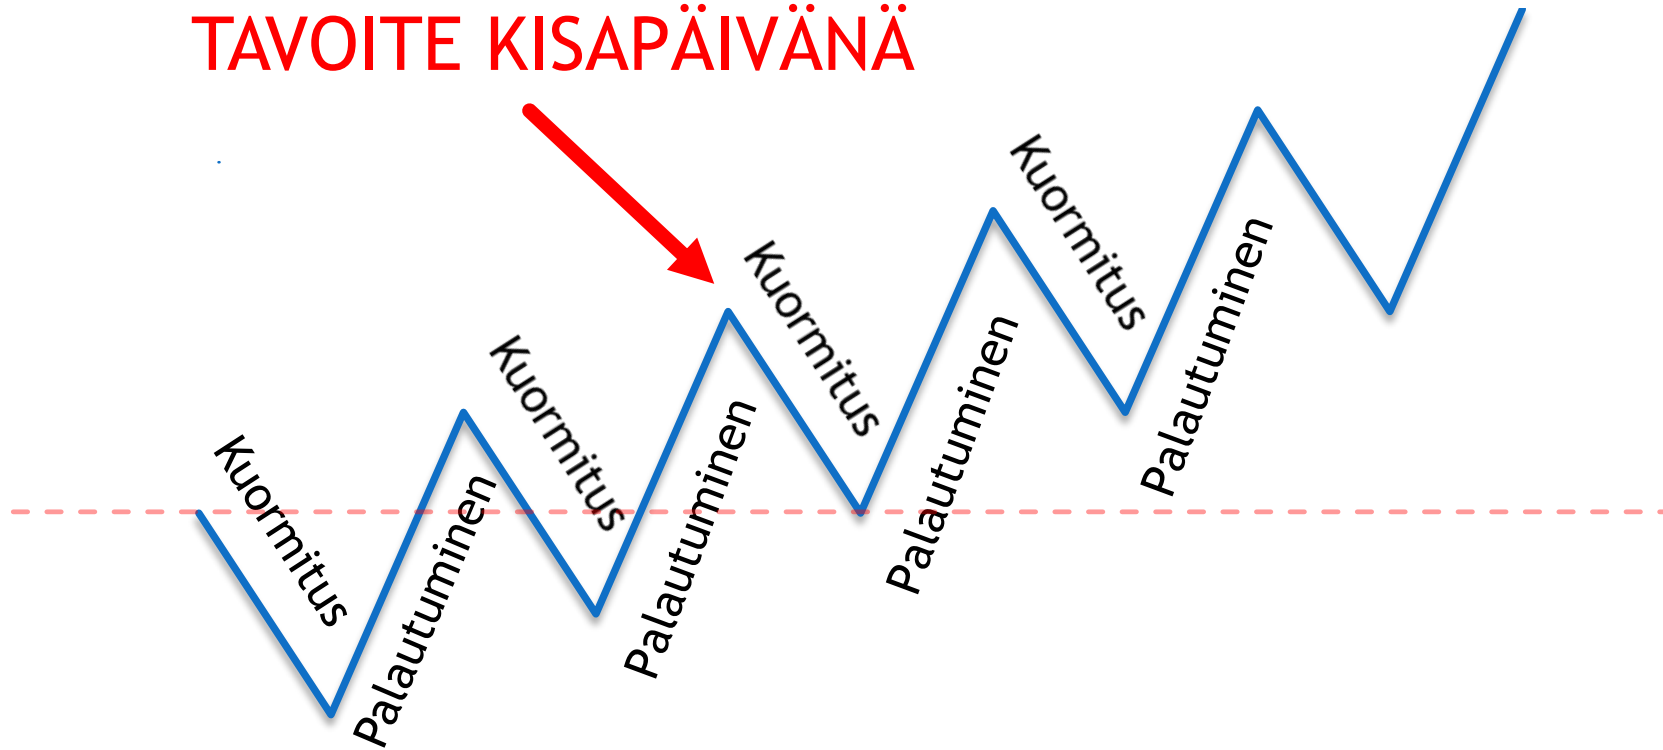 TAVOITE KISAPÄIVÄNÄ
Kuormitus
Palautuminen
Kuormitus
Palautuminen
Kuormitus
Palautuminen
Kuormitus
Palautuminen